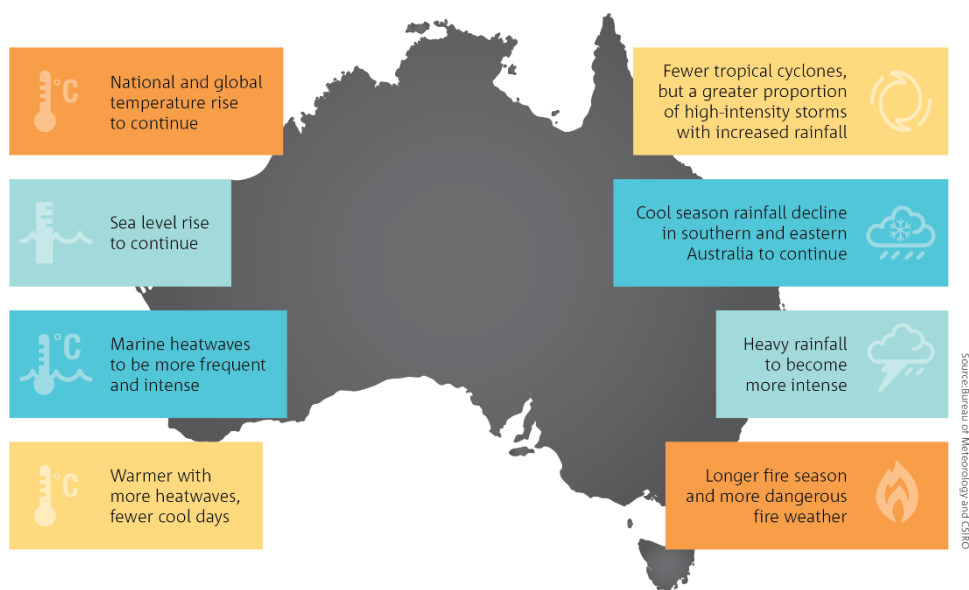 °C
National and global
temperature rise
to continue
Sea level rise
to continue
°C
Marine heatwaves
to be more frequent
and intense
°C
Warmer with
more heatwaves,
fewer cool days
Fewer tropical cyclones,
but a greater proportion
of high-intensity storms
with increased rainfall
Cool season rainfall decline
in southern and eastern
Australia to continue
Heavy rainfall
to become
more intense
Longer fire season
and more dangerous
fire weather
Source:Bureau of Meteorology and CSIRO